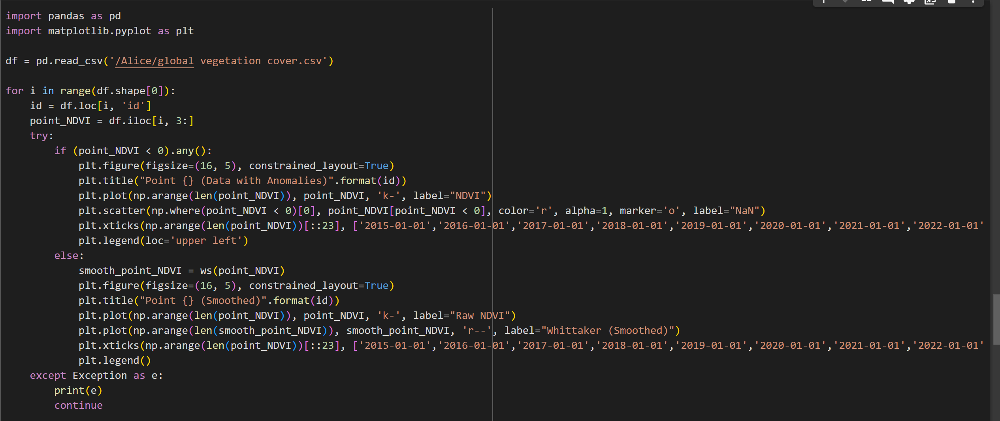 import pandas as pd
import matplotlib.pyplot as plt
df = pd.read_csv('/Alice/global vegetation cover.csv')
for i in range(df.shape[0]):
    id = df.loc[i, 'id']
    point_NDVI = df.iloc[i, 3:]
    try:
        if (point_NDVI < 0).any():
            plt.figure(figsize=(16, 5), constrained_layout=True)
            plt.title("Point {} (Data with Anomalies)".format(id))
            plt.plot(np.arange(len(point_NDVI)), point_NDVI, 'k-', label="NDVI")
            plt.scatter(np.where(point_NDVI < 0)[0], point_NDVI[point_NDVI < 0], color='r', alpha=1, marker='o', label="NaN")
            plt.xticks(np.arange(len(point_NDVI))[::23], ['2015-01-01','2016-01-01','2017-01-01','2018-01-01','2019-01-01','2020-01-01','2021-01-01','2022-01-01'
            plt.legend(loc='upper left')
        else:
            smooth_point_NDVI = ws(point_NDVI)
            plt.figure(figsize=(16, 5), constrained_layout=True)
            plt.title("Point {} (Smoothed)".format(id))
            plt.plot(np.arange(len(point_NDVI)), point_NDVI, 'k-', label="Raw NDVI")
            plt.plot(np.arange(len(smooth_point_NDVI)), smooth_point_NDVI, 'r--', label="Whittaker (Smoothed)")
            plt.xticks(np.arange(len(point_NDVI))[::23], ['2015-01-01','2016-01-01','2017-01-01','2018-01-01','2019-01-01','2020-01-01','2021-01-01','2022-01-01'
            plt.legend()
    except Exception as e:
        print(e)
        continue